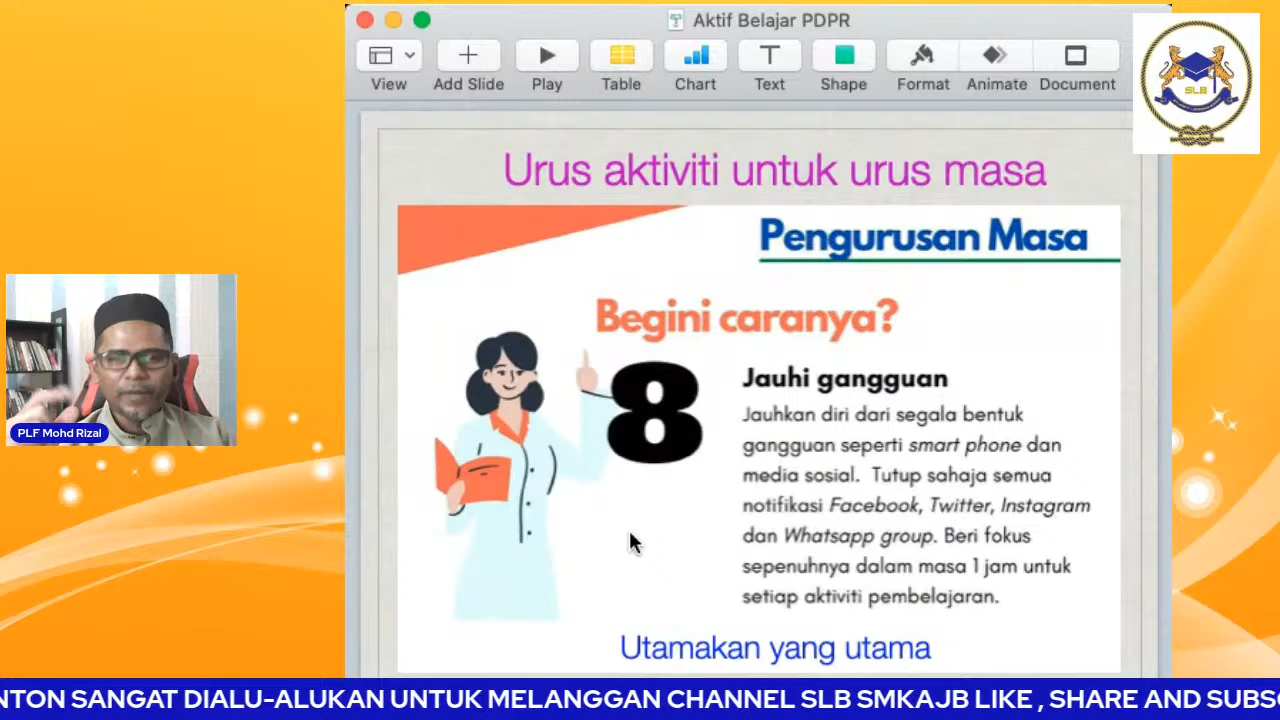 Aktif Belajar PDPR
View
Add Slide
Play
Table
Chart
Text
Shape
Format
Animate
Document
SLB
Urus aktiviti untuk urus masa
Pengurusan Masa
Begini caranya?
8
Jauhi gangguan
Jauhkan diri dari segala bentuk
gangguan seperti smart phone dan
media sosial. Tutup sahaja semua
notifikasi Facebook, Twitter, Instagram
dan Whatsapp group. Beri fokus
sepenuhnya dalam masa 1 jam untuk
setiap aktiviti pembelajaran.
Utamakan yang utama
PLF Mohd Rizal
NTON SANGAT DIALU-ALUKAN UNTUK MELANGGAN CHANNEL SLB SMKAJB LIKE , SHARE AND SUBS